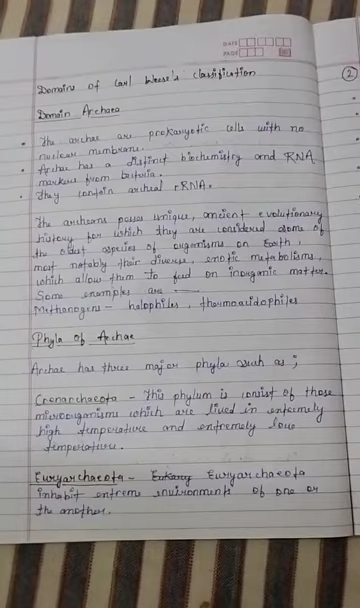 DATE
PAGE
2
Domains of Carl Woese's classification
Domain Archaea
• The archae are prokaryotic cells with no
nuclear membrane.
• Archae has a distinct biochemistry and RNA
markers from bacteria.
• They contain archeal rRNA.
The archeans posses unique, ancient evolutionary
history for which they are considered some of
the oldest species of organisms on Earth,
most notably their diverse, exotic metabolisms,
which allow them to feed on inorganic matter.
Some examples are —
Methanogens - halophiles, thermoacidophiles
Phyla of Archae
Archae has three major phyla such as ;
Crenarchaeota - This phylum is consist of those
microorganisms which are lived in extremely
high temperature and extremely low
temperature.
Euryarchaeota - Eukary Euryarchaeota
inhabit extreme environments of one or
the another.